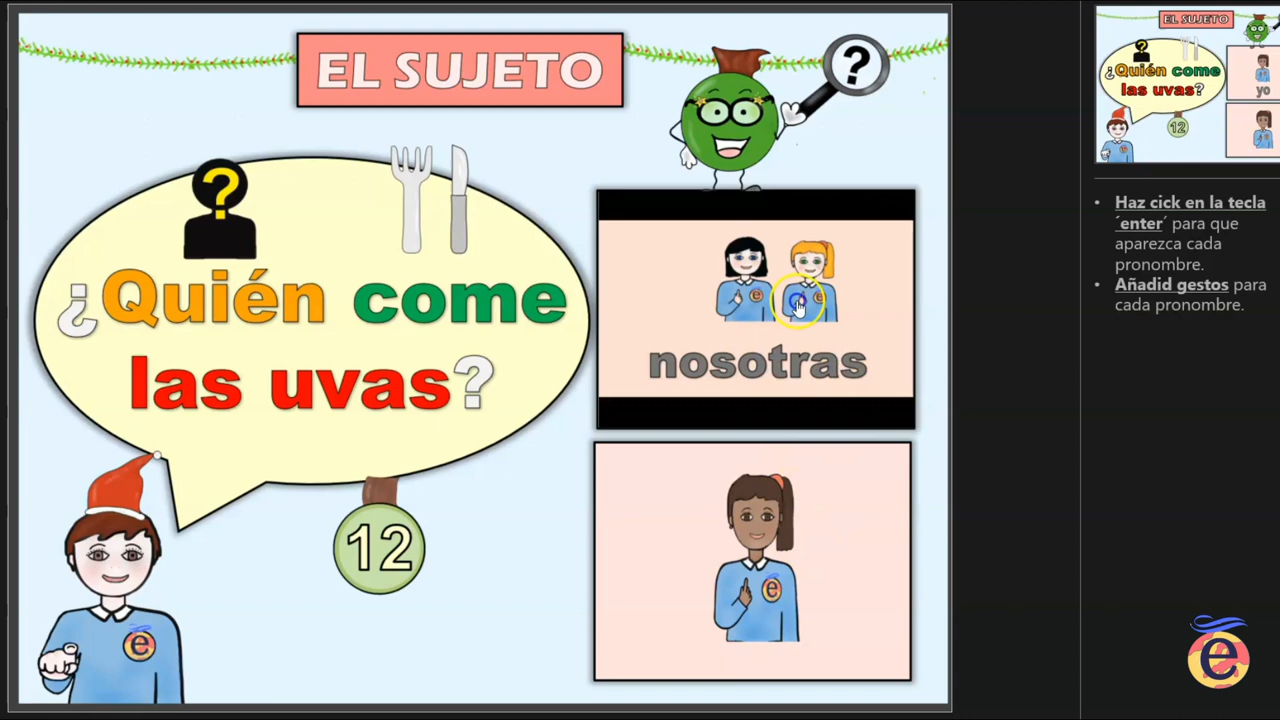 EL SUJETO
?
?
¿Quién come
las uvas?
nosotras
12
e
e
e
e
EL SUJETO
?
¿Quién come
las uvas?
yo
12
• Haz cick en la tecla
´enter´ para que
aparezca cada
pronombre.
• Añadid gestos para
cada pronombre.
e